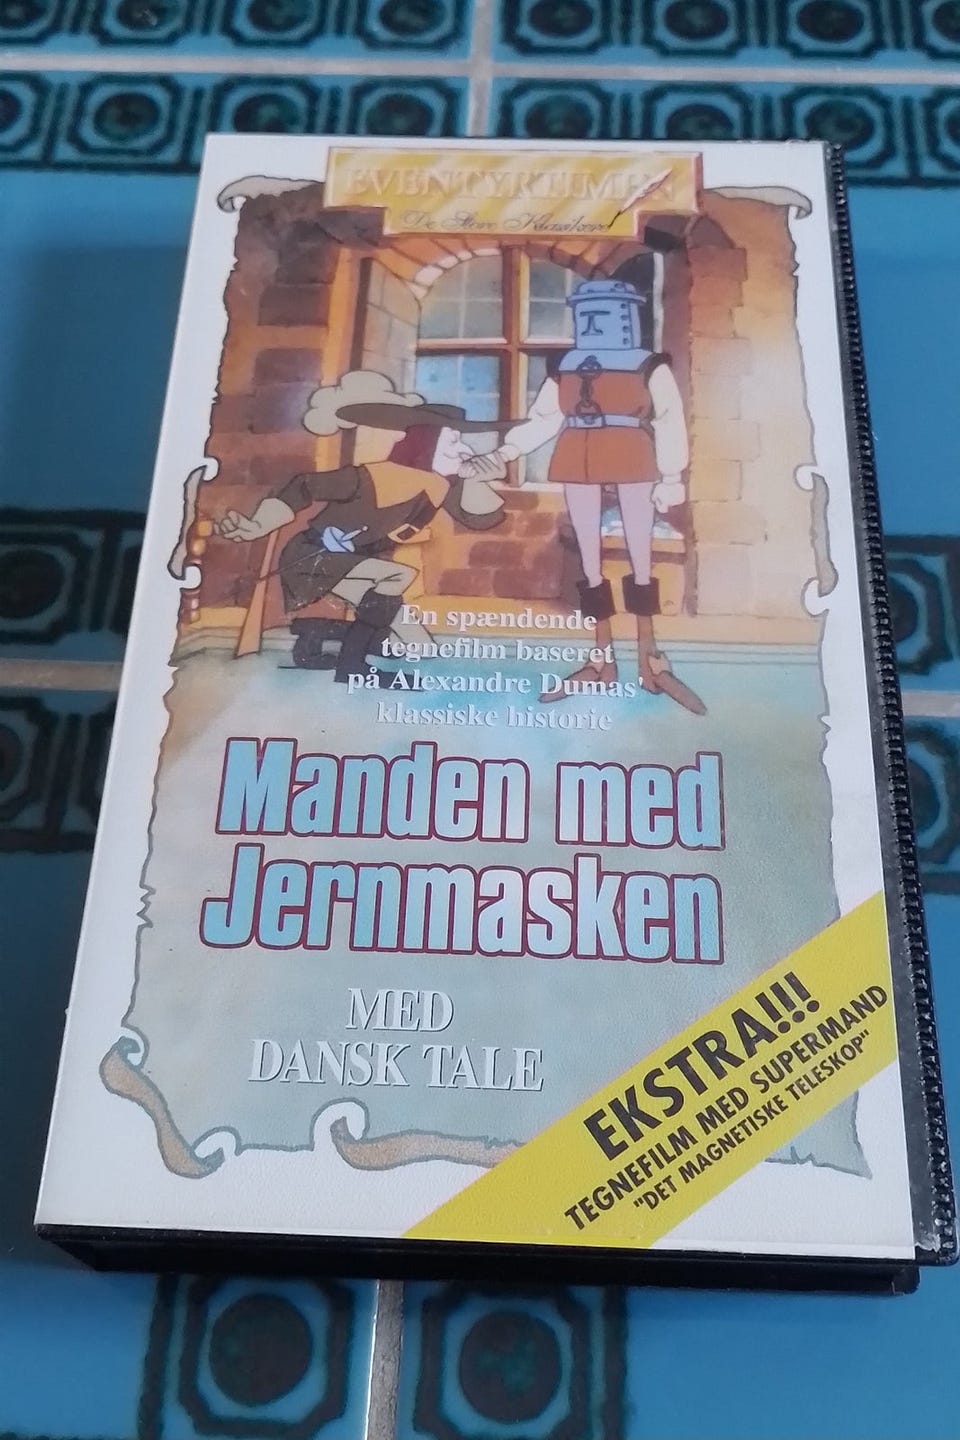 EVENTYRTIMEN
De Store Klassikere
En spændende
tegnefilm baseret
på Alexandre Dumas'
klassiske historie
Manden med
Jernmasken
MED
DANSK TALE
EKSTRA!!!
TEGNEFILM MED SUPERMAND
"DET MAGNETISKE TELESKOP"